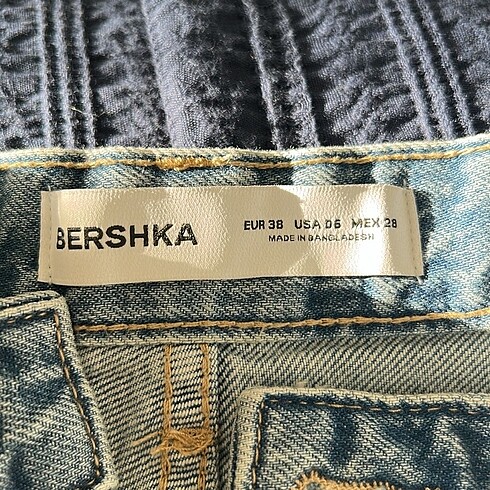 BERSHKA
EUR 38 USA 06 MEX 28
MADE IN BANGLADESH